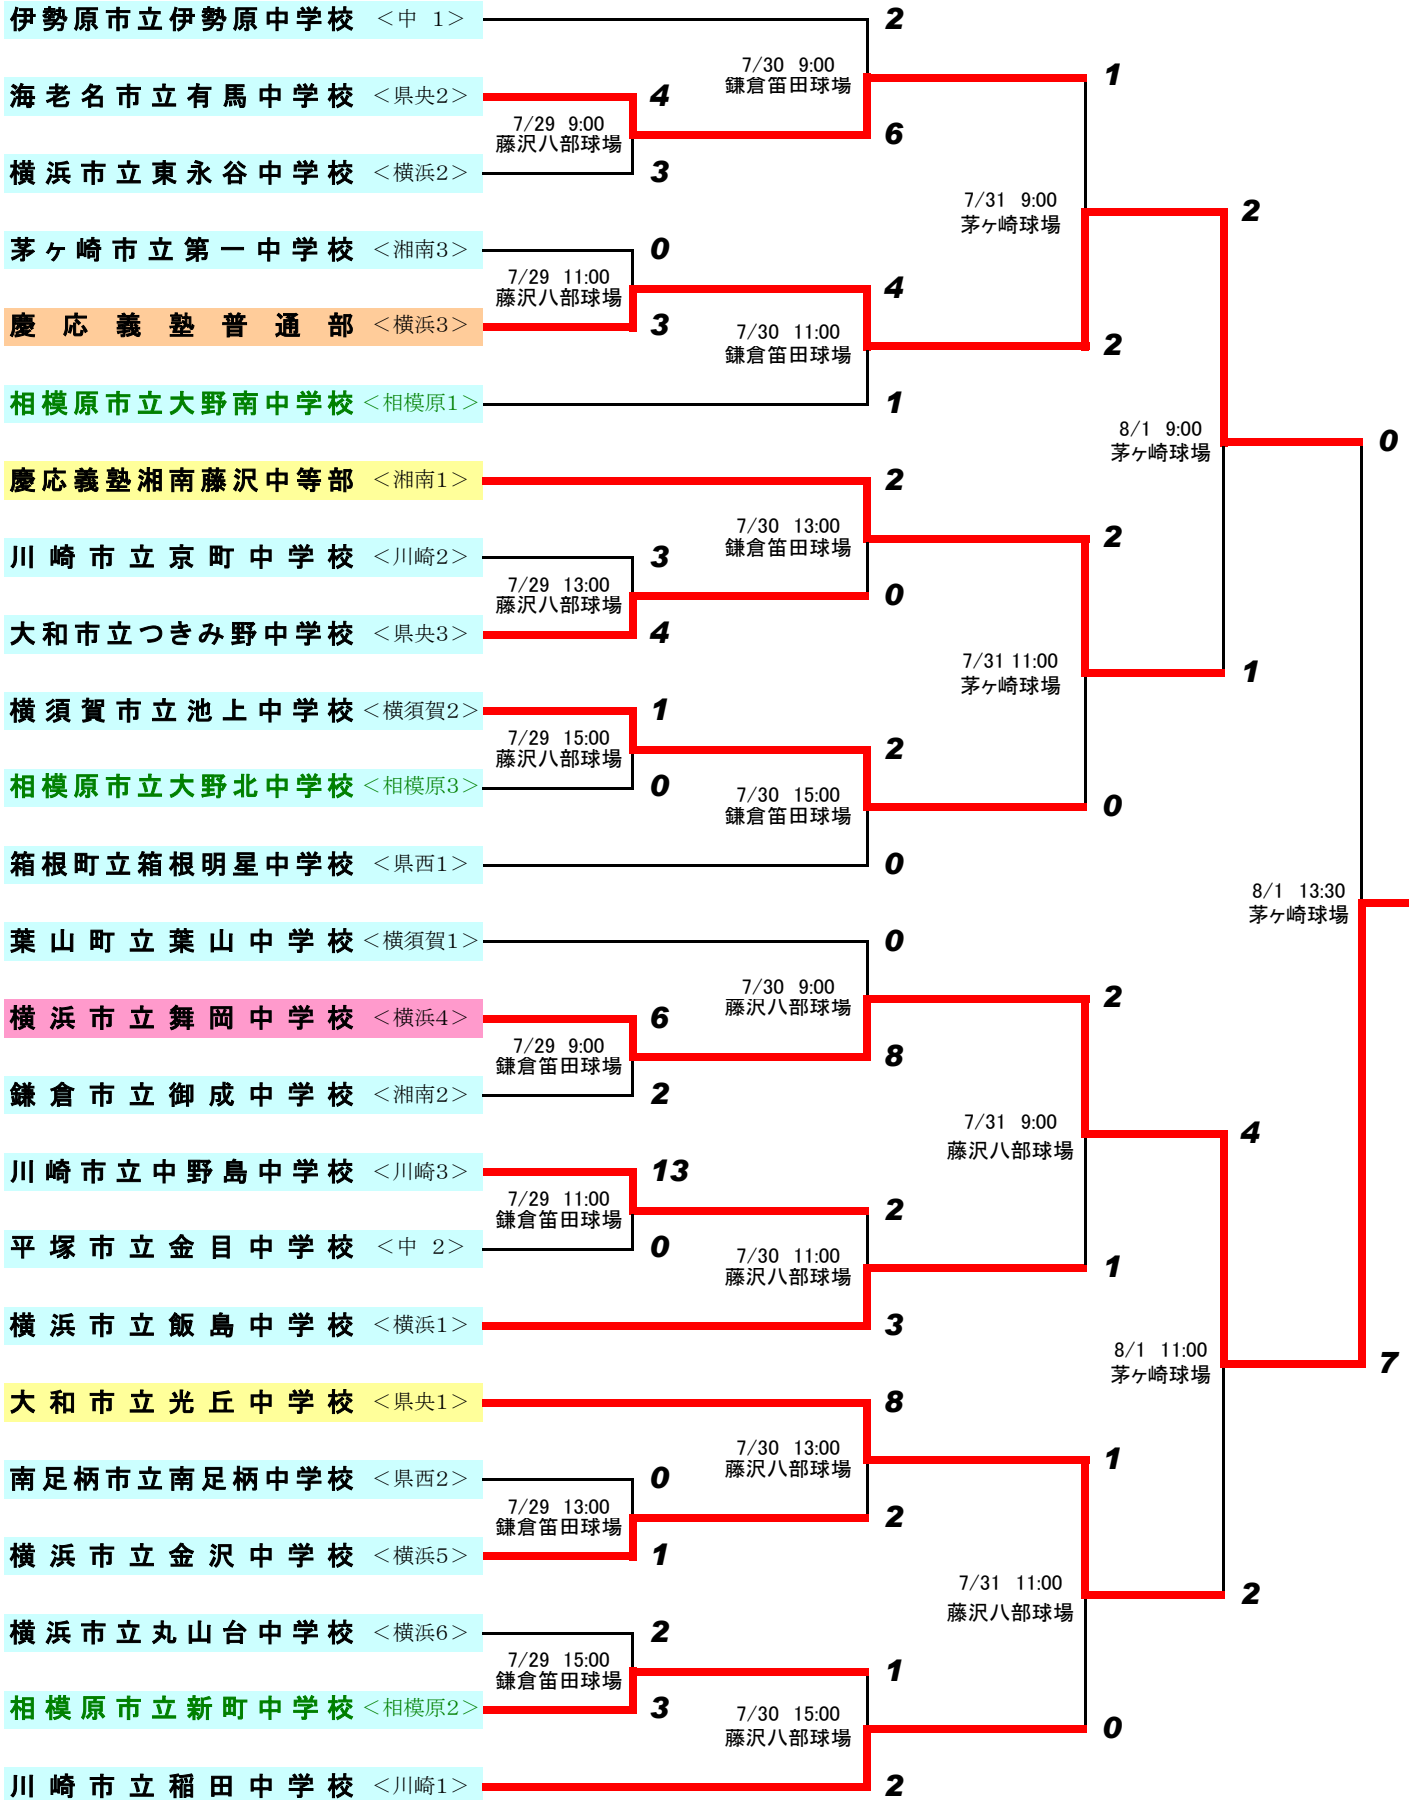 伊勢原市立伊勢原中学校 ＜中 1＞ 2
7/30 9:00
鎌倉笛田球場
1
海老名市立有馬中学校 ＜県央2＞ 4
7/29 9:00
藤沢八部球場
6
横浜市立東永谷中学校 ＜横浜2＞ 3
7/31 9:00
茅ヶ崎球場
2
茅ヶ崎市立第一中学校 ＜湘南3＞ 0
7/29 11:00
藤沢八部球場
4
慶応義塾普通部 ＜横浜3＞ 3
7/30 11:00
鎌倉笛田球場
2
相模原市立大野南中学校 ＜相模原1＞ 1
8/1 9:00
茅ヶ崎球場
0
慶応義塾湘南藤沢中等部 ＜湘南1＞ 2
7/30 13:00
鎌倉笛田球場
2
川崎市立京町中学校 ＜川崎2＞ 3
7/29 13:00
藤沢八部球場
0
大和市立つきみ野中学校 ＜県央3＞ 4
7/31 11:00
茅ヶ崎球場
1
横須賀市立池上中学校 ＜横須賀2＞ 1
7/29 15:00
藤沢八部球場
2
相模原市立大野北中学校 ＜相模原3＞ 0
7/30 15:00
鎌倉笛田球場
0
箱根町立箱根明星中学校 ＜県西1＞ 0
8/1 13:30
茅ヶ崎球場
葉山町立葉山中学校 ＜横須賀1＞ 0
7/30 9:00
藤沢八部球場
2
横浜市立舞岡中学校 ＜横浜4＞ 6
7/29 9:00
鎌倉笛田球場
8
鎌倉市立御成中学校 ＜湘南2＞ 2
7/31 9:00
藤沢八部球場
4
川崎市立中野島中学校 ＜川崎3＞ 13
7/29 11:00
鎌倉笛田球場
2
平塚市立金目中学校 ＜中 2＞ 0
7/30 11:00
藤沢八部球場
1
横浜市立飯島中学校 ＜横浜1＞ 3
8/1 11:00
茅ヶ崎球場
7
大和市立光丘中学校 ＜県央1＞ 8
7/30 13:00
藤沢八部球場
1
南足柄市立南足柄中学校 ＜県西2＞ 0
7/29 13:00
鎌倉笛田球場
2
横浜市立金沢中学校 ＜横浜5＞ 1
7/31 11:00
藤沢八部球場
2
横浜市立丸山台中学校 ＜横浜6＞ 2
7/29 15:00
鎌倉笛田球場
1
相模原市立新町中学校 ＜相模原2＞ 3
7/30 15:00
藤沢八部球場
0
川崎市立稲田中学校 ＜川崎1＞ 2